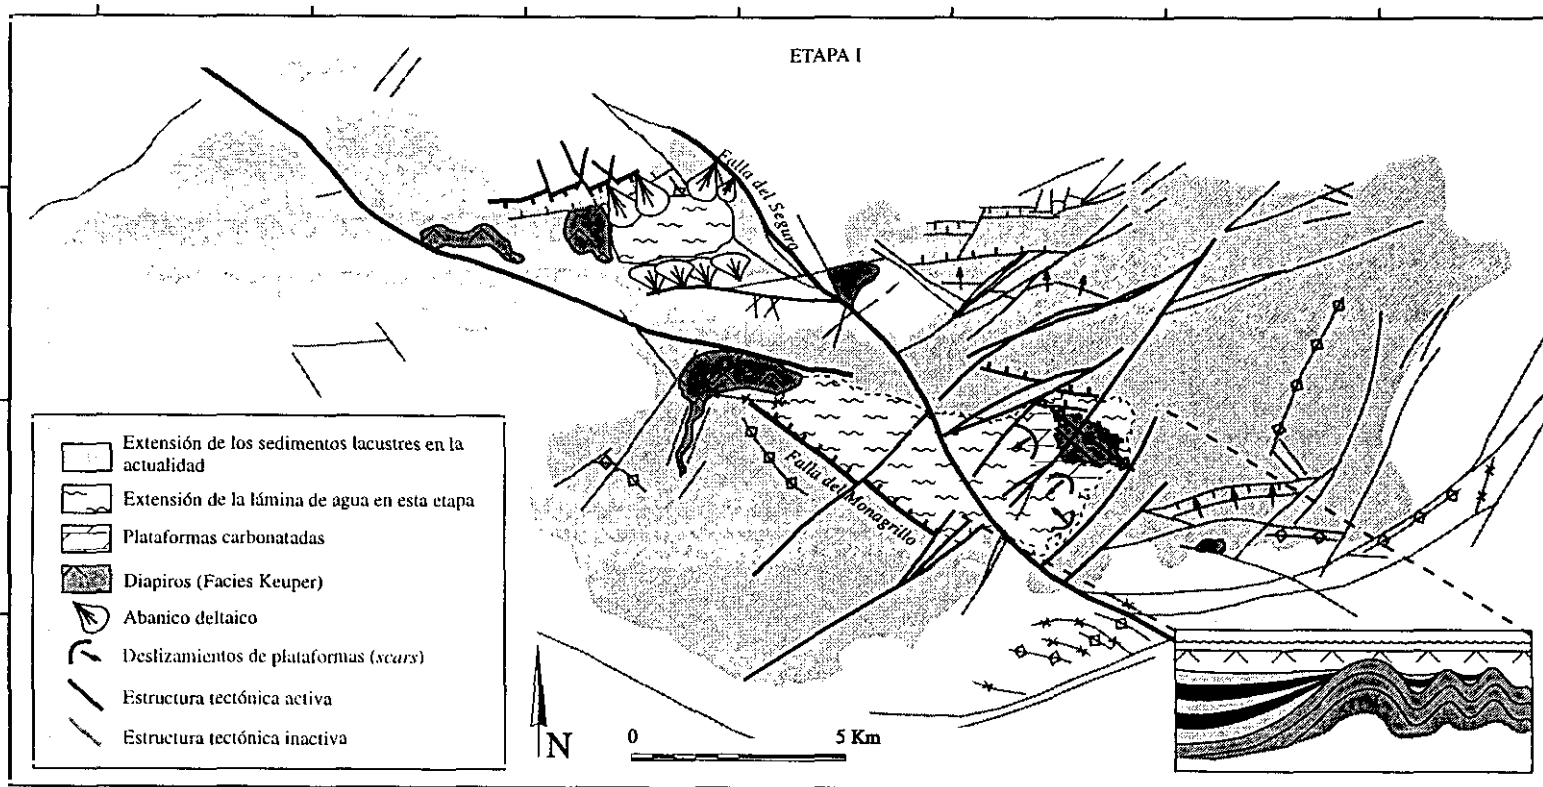 ETAPA I
Falla del Segura
Falla del Monagrillo
Extensión de los sedimentos lacustres en la
actualidad
Extensión de la lámina de agua en esta etapa
Plataformas carbonatadas
Diapiros (Facies Keuper)
Abanico deltaico
Deslizamientos de plataformas (scars)
Estructura tectónica activa
Estructura tectónica inactiva
N
0 5 Km